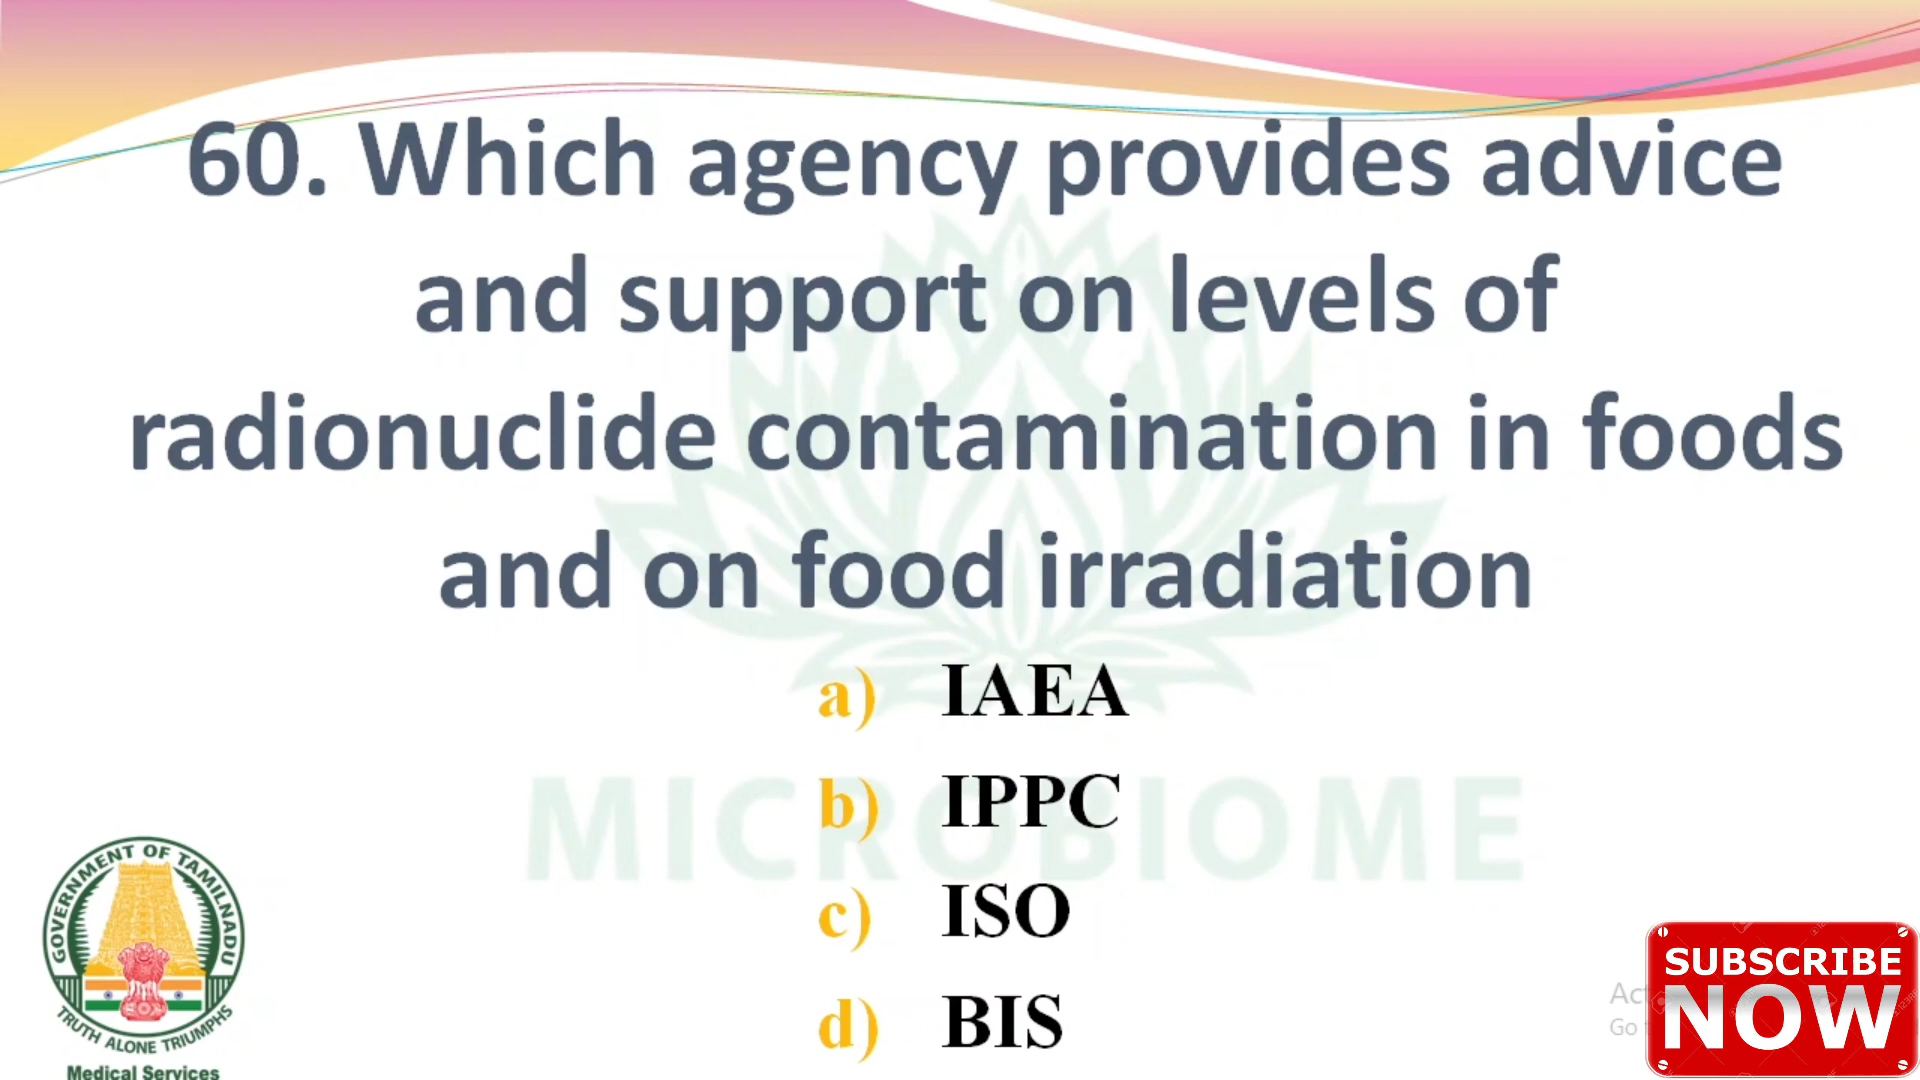 60. Which agency provides advice
and support on levels of
radionuclide contamination in foods
and on food irradiation
a) IAEA
b) IPPC
c) ISO
d) BIS
MICROBIOME
GOVERNMENT OF TAMILNADU
TRUTH ALONE TRIUMPHS
Medical Services
SUBSCRIBE
NOW
Go